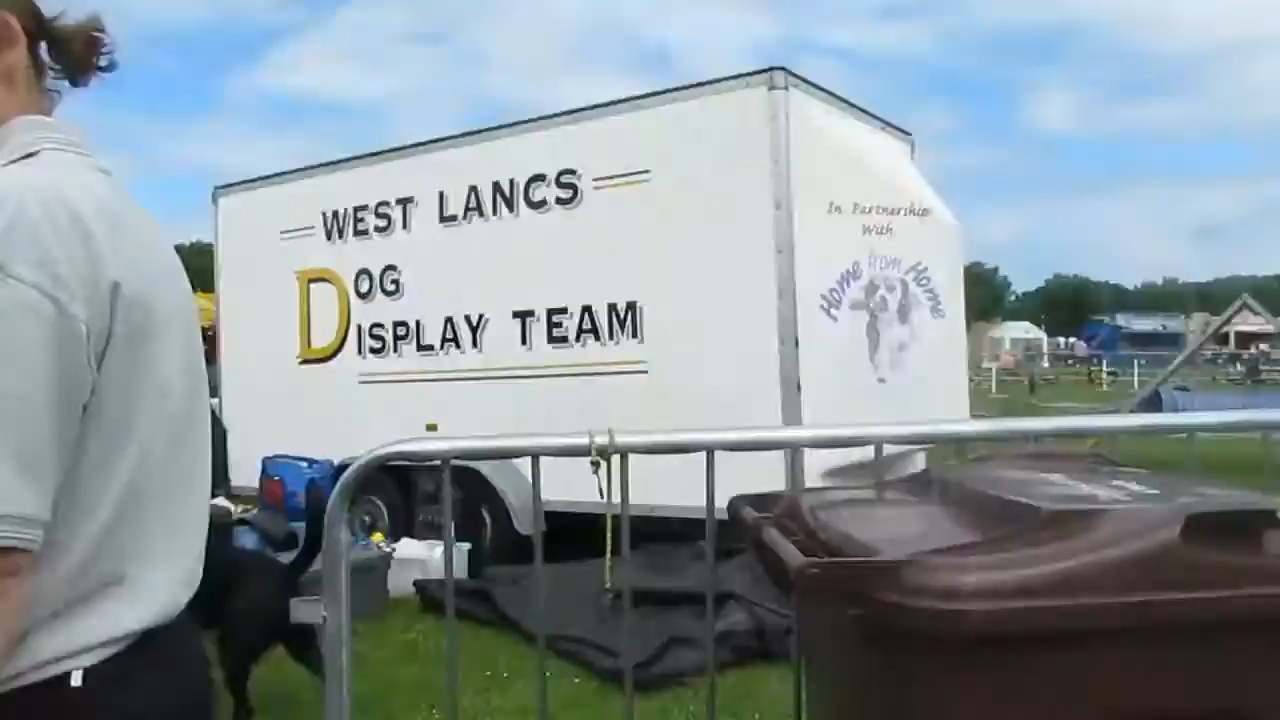 WEST LANCS
DOG
DISPLAY TEAM
In Partnership
With
Home from Home